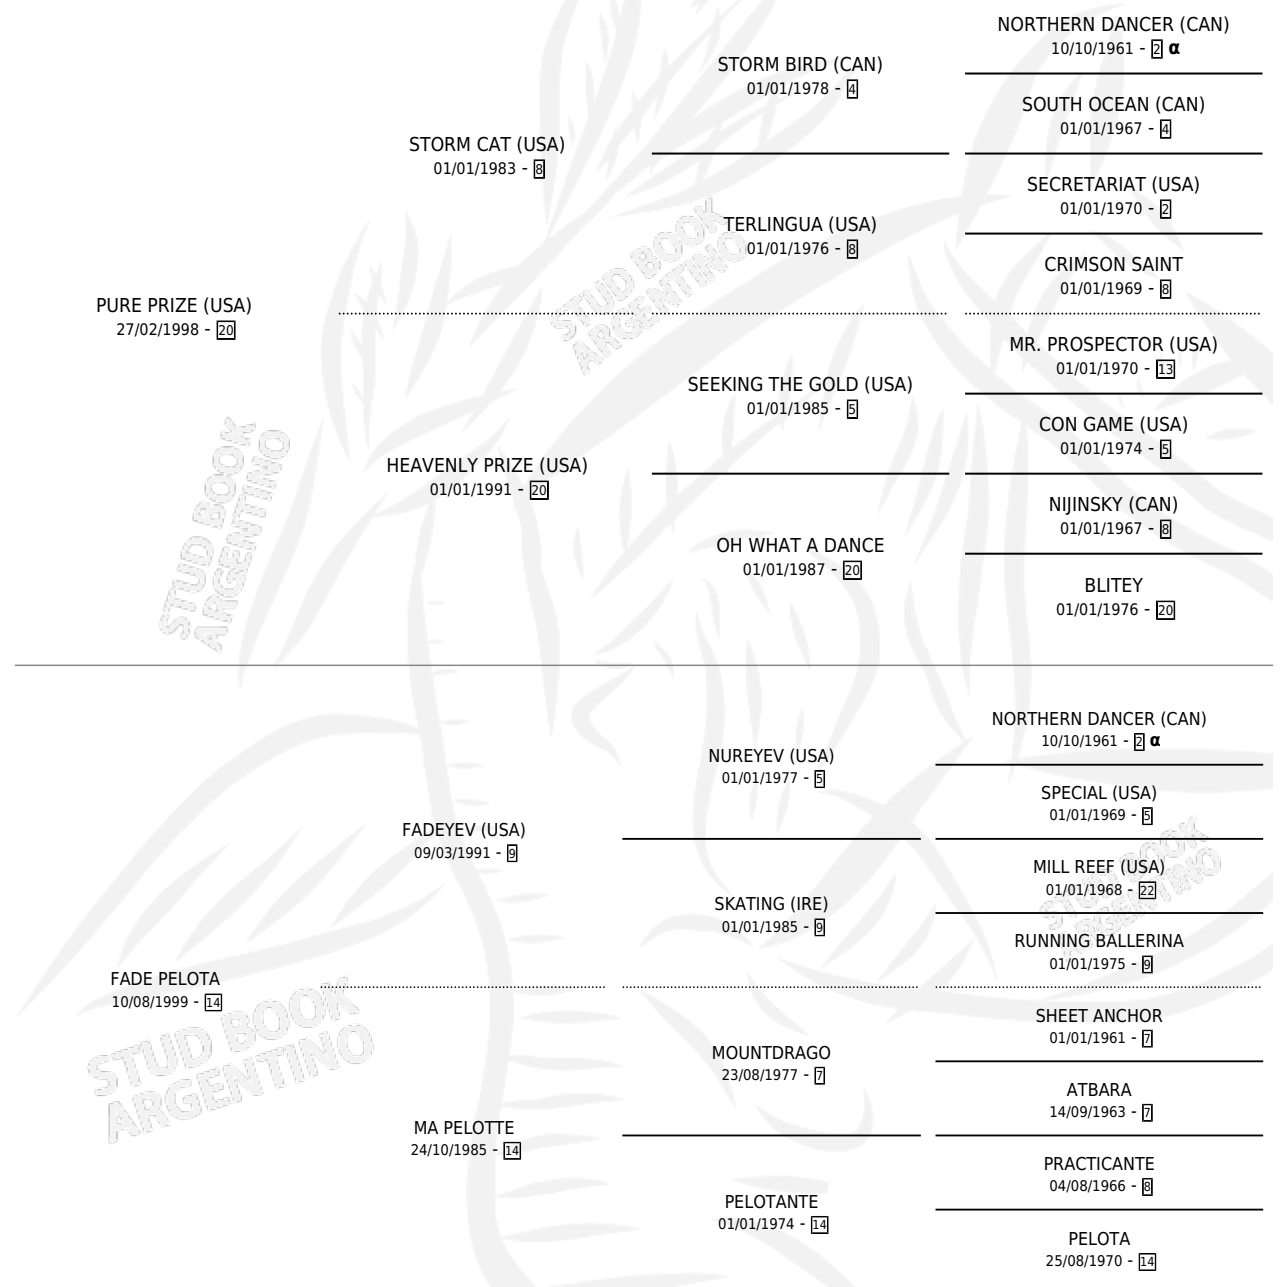 NORTHERN DANCER (CAN)
10/10/1961 - 2 α
STORM BIRD (CAN)
01/01/1978 - 4
SOUTH OCEAN (CAN)
01/01/1967 - 4
STORM CAT (USA)
01/01/1983 - 8
SECRETARIAT (USA)
01/01/1970 - 2
TERLINGUA (USA)
01/01/1976 - 8
CRIMSON SAINT
01/01/1969 - 8
PURE PRIZE (USA)
27/02/1998 - 20
MR. PROSPECTOR (USA)
01/01/1970 - 13
SEEKING THE GOLD (USA)
01/01/1985 - 5
CON GAME (USA)
01/01/1974 - 5
HEAVENLY PRIZE (USA)
01/01/1991 - 20
NIJINSKY (CAN)
01/01/1967 - 8
OH WHAT A DANCE
01/01/1987 - 20
BLITEY
01/01/1976 - 20
NORTHERN DANCER (CAN)
10/10/1961 - 2 α
NUREYEV (USA)
01/01/1977 - 5
SPECIAL (USA)
01/01/1969 - 5
FADEYEV (USA)
09/03/1991 - 9
MILL REEF (USA)
01/01/1968 - 22
SKATING (IRE)
01/01/1985 - 9
RUNNING BALLERINA
01/01/1975 - 9
FADE PELOTA
10/08/1999 - 14
SHEET ANCHOR
01/01/1961 - 7
MOUNTDRAGO
23/08/1977 - 7
ATBARA
14/09/1963 - 7
MA PELOTTE
24/10/1985 - 14
PRACTICANTE
04/08/1966 - 8
PELOTANTE
01/01/1974 - 14
PELOTA
25/08/1970 - 14
STUD BOOK
ARGENTINO
STUD BOOK
ARGENTINO
STUD BOOK
ARGENTINO
STUD BOOK
ARGENTINO